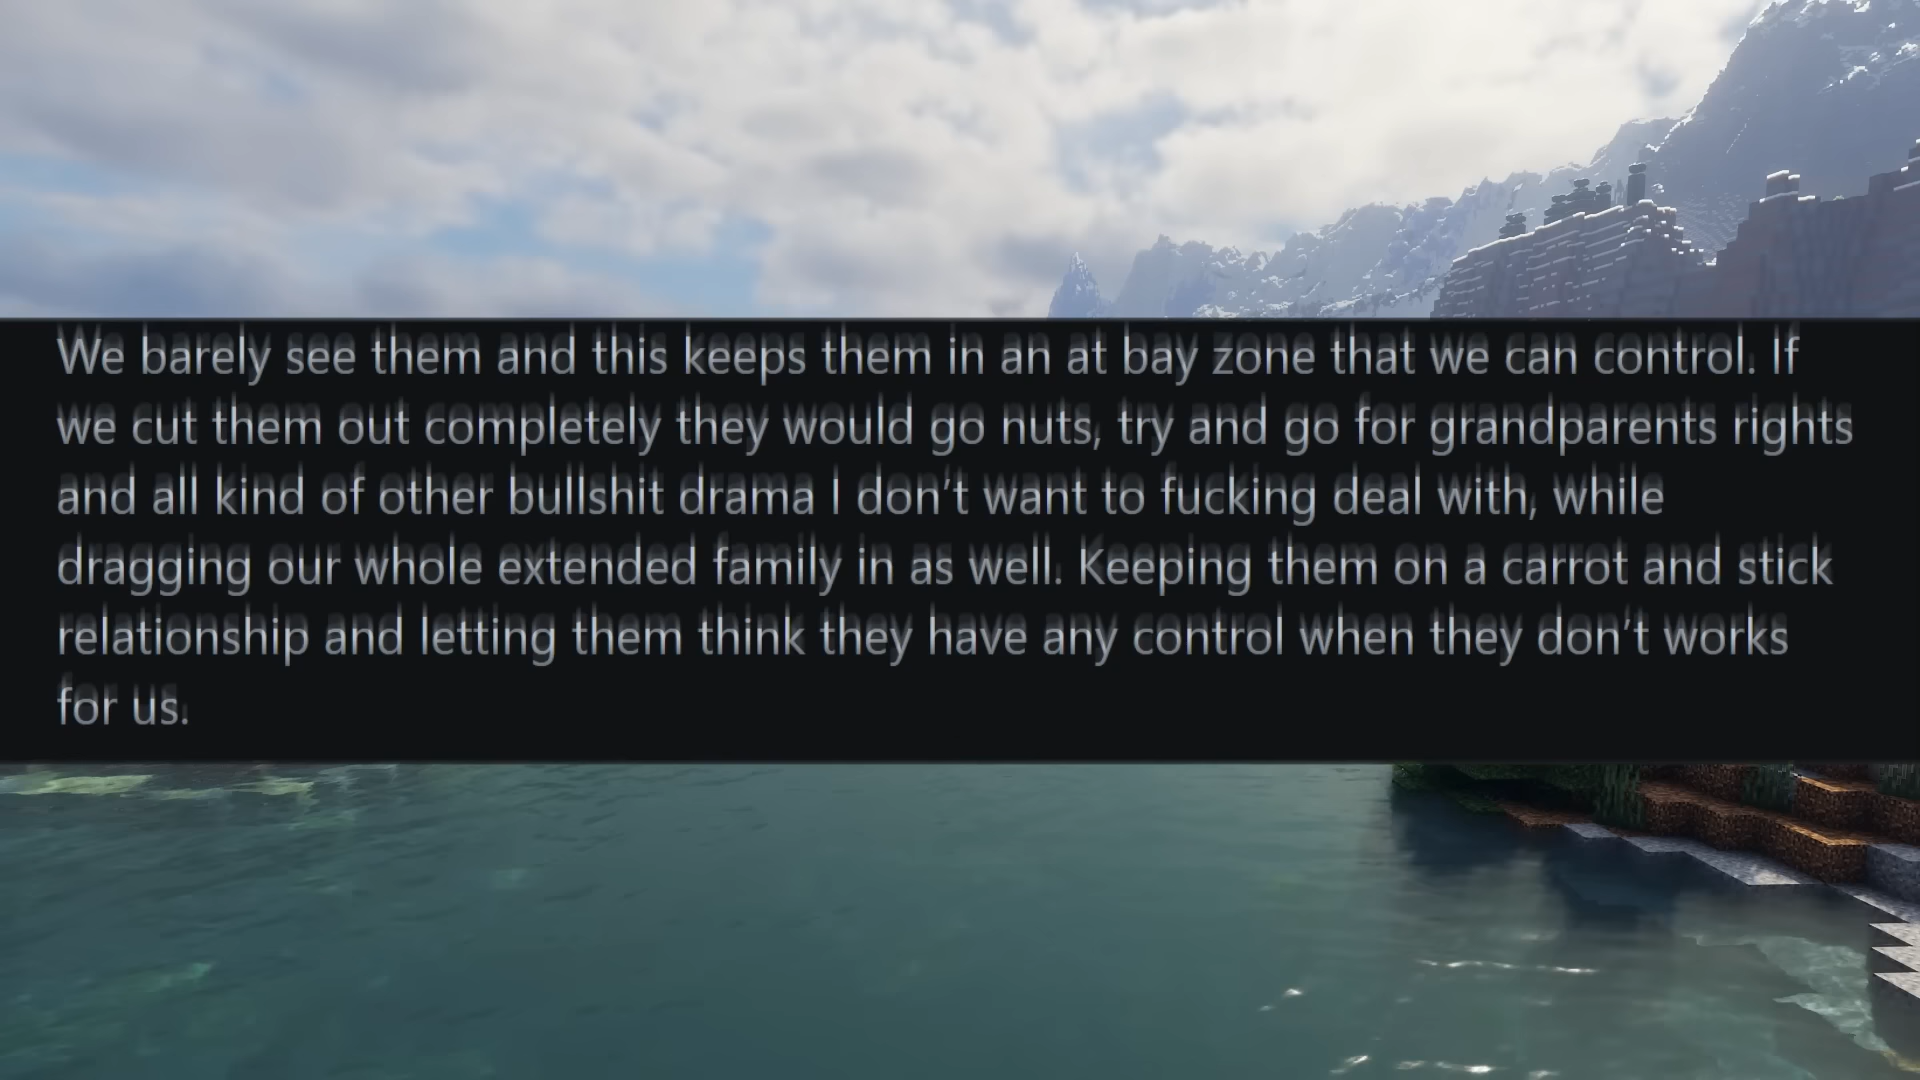 We barely see them and this keeps them in an at bay zone that we can control. If
we cut them out completely they would go nuts, try and go for grandparents rights
and all kind of other bullshit drama I don’t want to fucking deal with, while
dragging our whole extended family in as well. Keeping them on a carrot and stick
relationship and letting them think they have any control when they don’t works
for us.